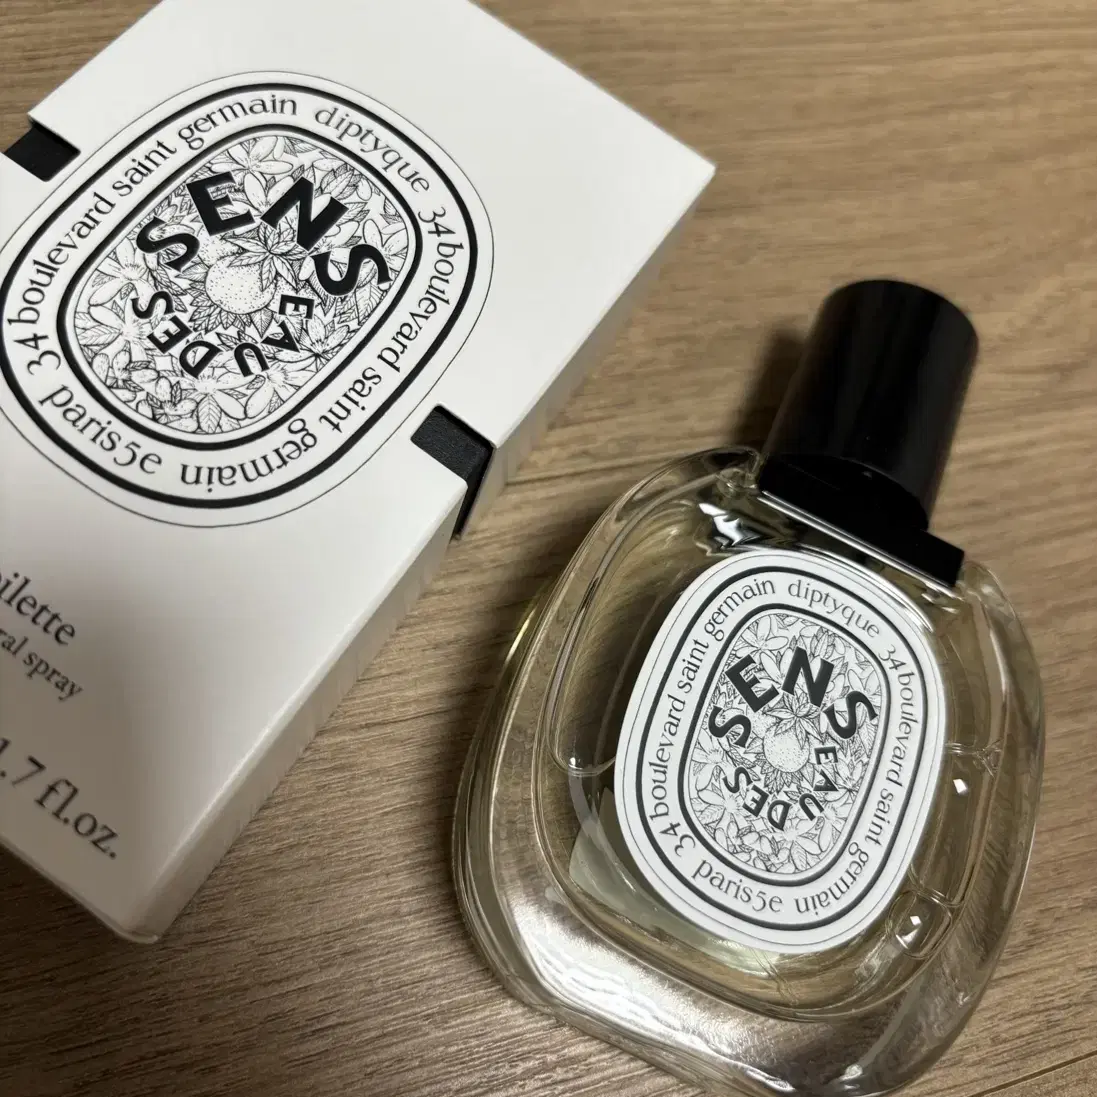 34 boulevard saint germain diptyque
34 boulevard saint germain paris 5e
SENS
EAU DES
spray
1.7 fl.oz.
34 boulevard saint germain diptyque
34 boulevard saint germain paris 5e
SENS
EAU DES